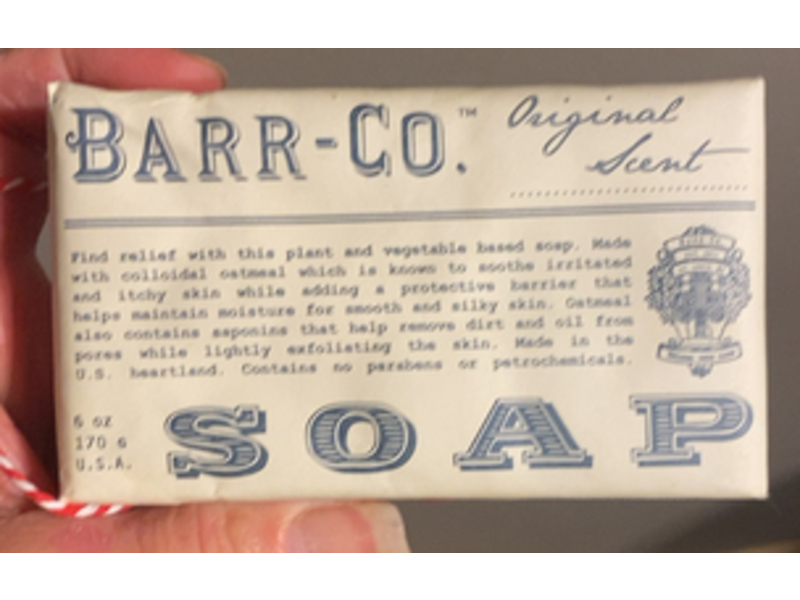 BARR-CO.™ Original Scent
Find relief with this plant and vegetable based soap. Made
with colloidal oatmeal which is known to soothe irritated
and itchy skin while adding a protective barrier that
helps maintain moisture for smooth and silky skin. Oatmeal
also contains saponins that help remove dirt and oil from
pores while lightly exfoliating the skin. Made in the
U.S. heartland. Contains no parabens or petrochemicals.
6 oz
170 G
U.S.A.
SOAP